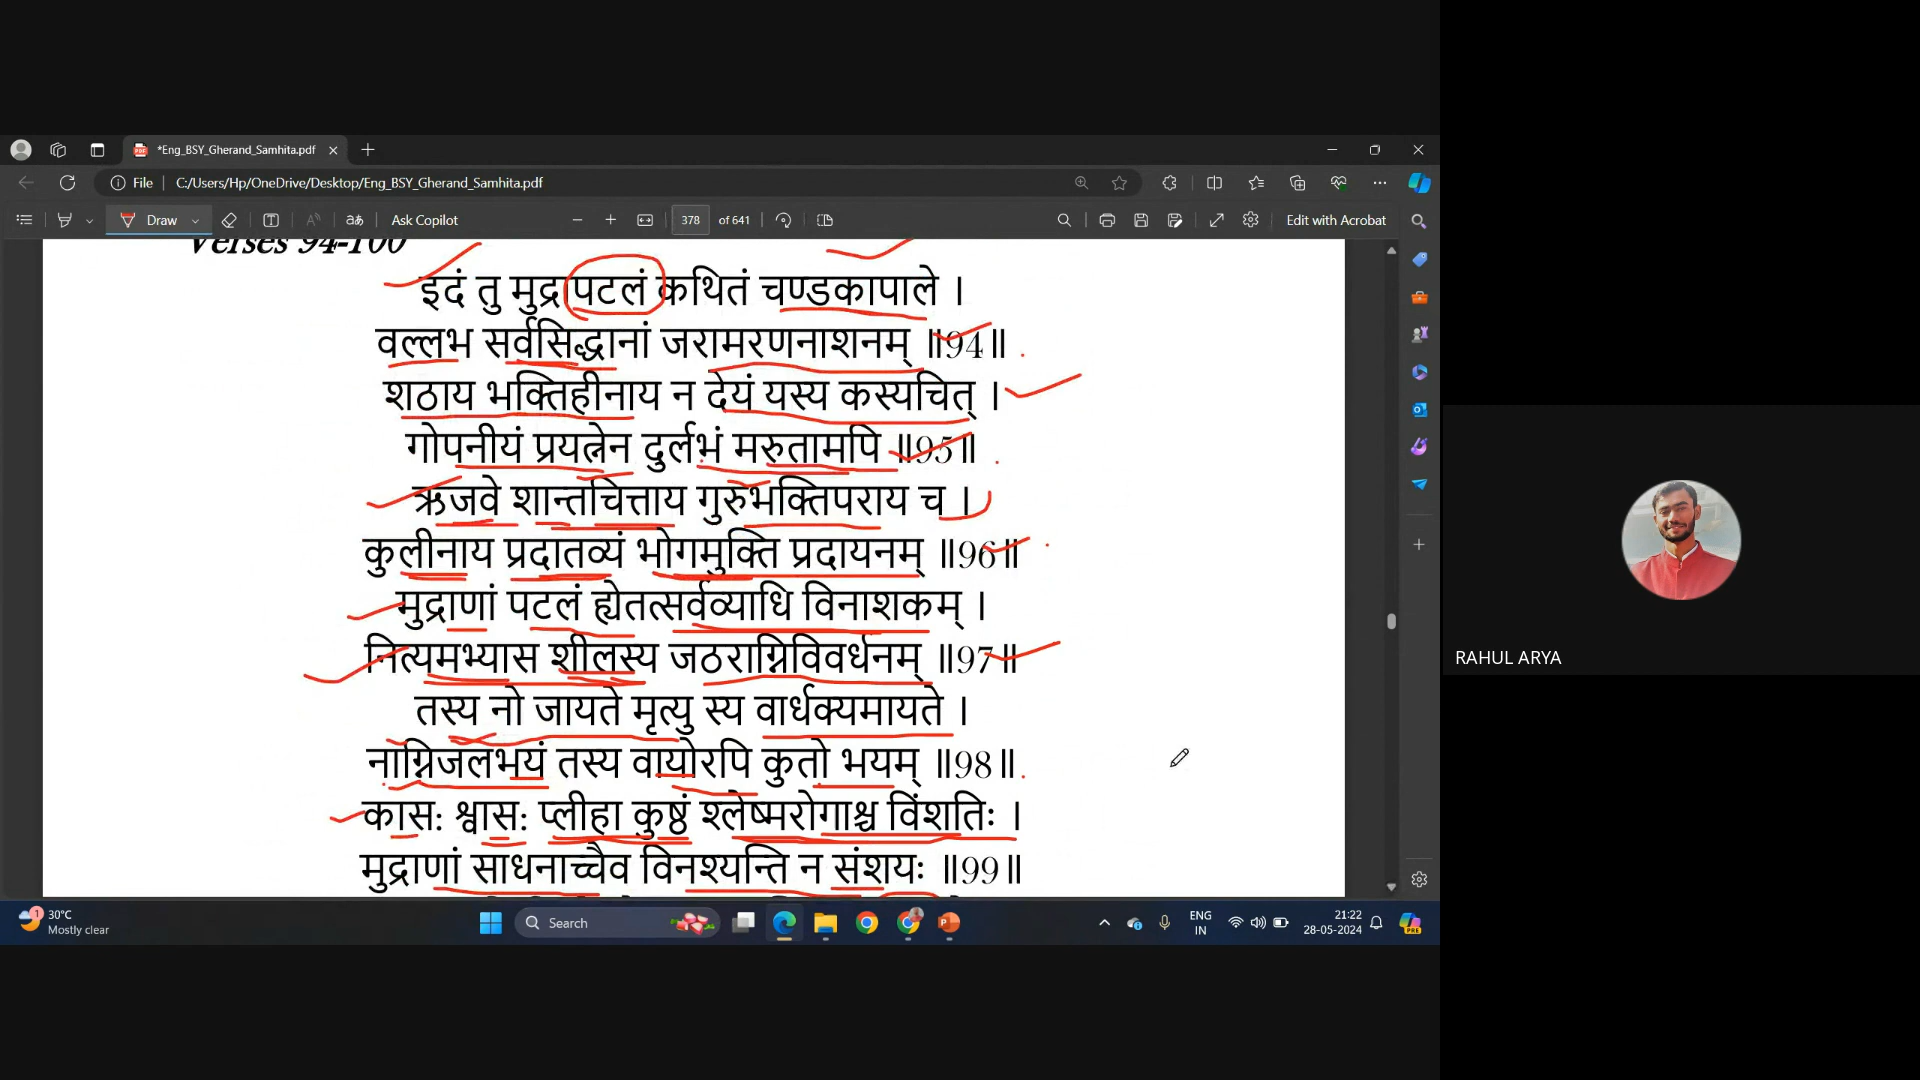 *Eng_BSY_Gherand_Samhita.pdf
File C:/Users/Hp/OneDrive/Desktop/Eng_BSY_Gherand_Samhita.pdf
Draw aあ Ask Copilot 378 of 641 Edit with Acrobat
Verses 94-100
इदं तु मुद्रापटलं कथितं चण्डकापाले ।
वल्लभ सर्वसिद्धानां जरामरणनाशनम् ॥94॥
शठाय भक्तिहीनाय न देयं यस्य कस्यचित् ।
गोपनीयं प्रयत्नेन दुर्लभं मरुतामपि ॥95॥
ऋजवे शान्तचित्ताय गुरुभक्तिपराय च ।
कुलीनाय प्रदातव्यं भोगमुक्ति प्रदायनम् ॥96॥
मुद्राणां पटलं ह्येतत्सर्वव्याधि विनाशकम् ।
नित्यमभ्यास शीलस्य जठराग्निविवर्धनम् ॥97॥
तस्य नो जायते मृत्यु स्य वार्धक्यमायते ।
नाग्निजलभयं तस्य वायोरपि कुतो भयम् ॥98॥
कास: श्वास: प्लीहा कुष्ठं श्लेष्मरोगाश्च विंशतिः ।
मुद्राणां साधनाच्चैव विनश्यन्ति न संशयः ॥99॥
RAHUL ARYA
1
30°C
Mostly clear
Search
ENG
IN
21:22
28-05-2024
PRE